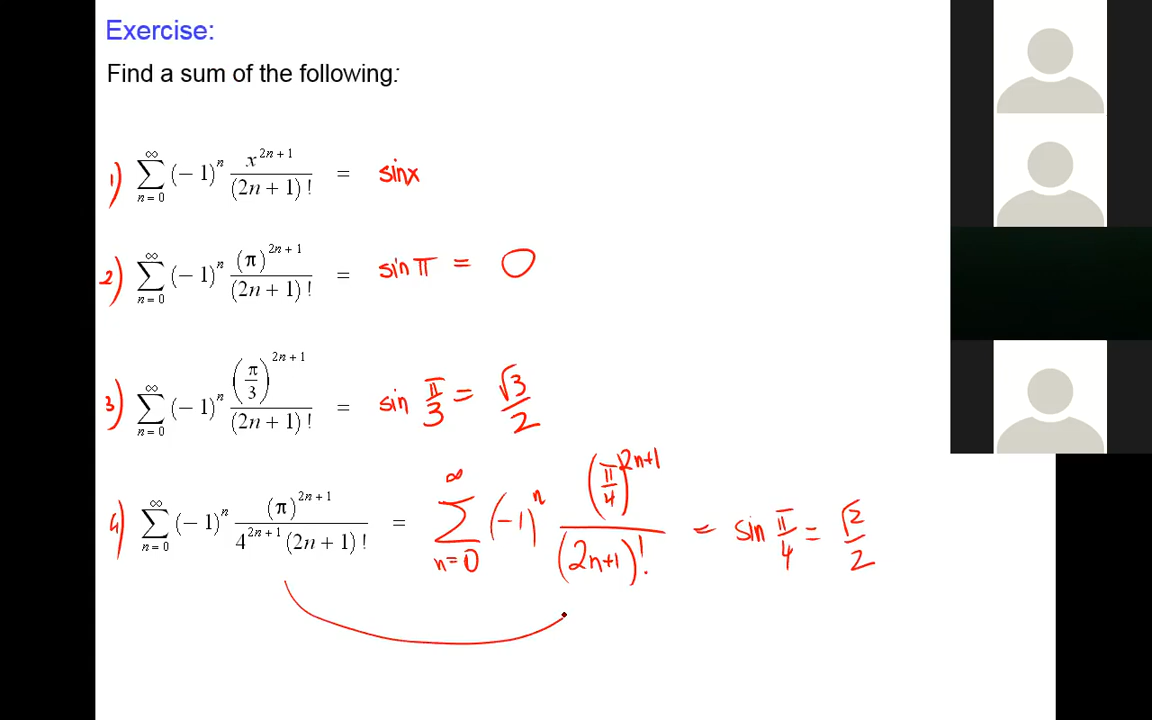 Exercise:
Find a sum of the following:
1) ∑_{n=0}^{∞} (−1)^n x^{2n+1} / (2n+1)! = sinx
2) ∑_{n=0}^{∞} (−1)^n (π)^{2n+1} / (2n+1)! = sin π = 0
3) ∑_{n=0}^{∞} (−1)^n (π/3)^{2n+1} / (2n+1)! = sin π/3 = √3/2
4) ∑_{n=0}^{∞} (−1)^n (π)^{2n+1} / 4^{2n+1} (2n+1)! = ∑_{n=0}^{∞} (−1)^n (π/4)^{2n+1} / (2n+1)! = sin π/4 = √2/2